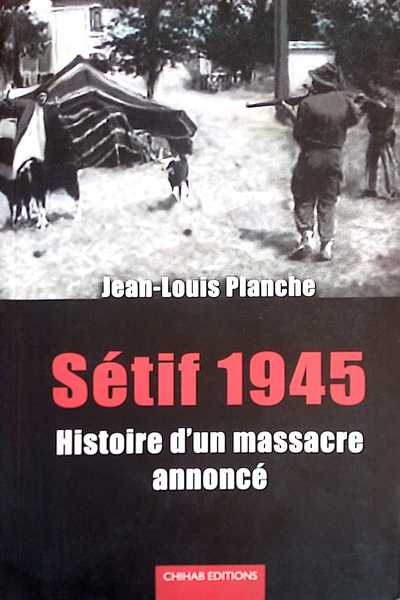 Jean-Louis Planche
Sétif 1945
Histoire d'un massacre
annoncé
CHIHAB EDITIONS